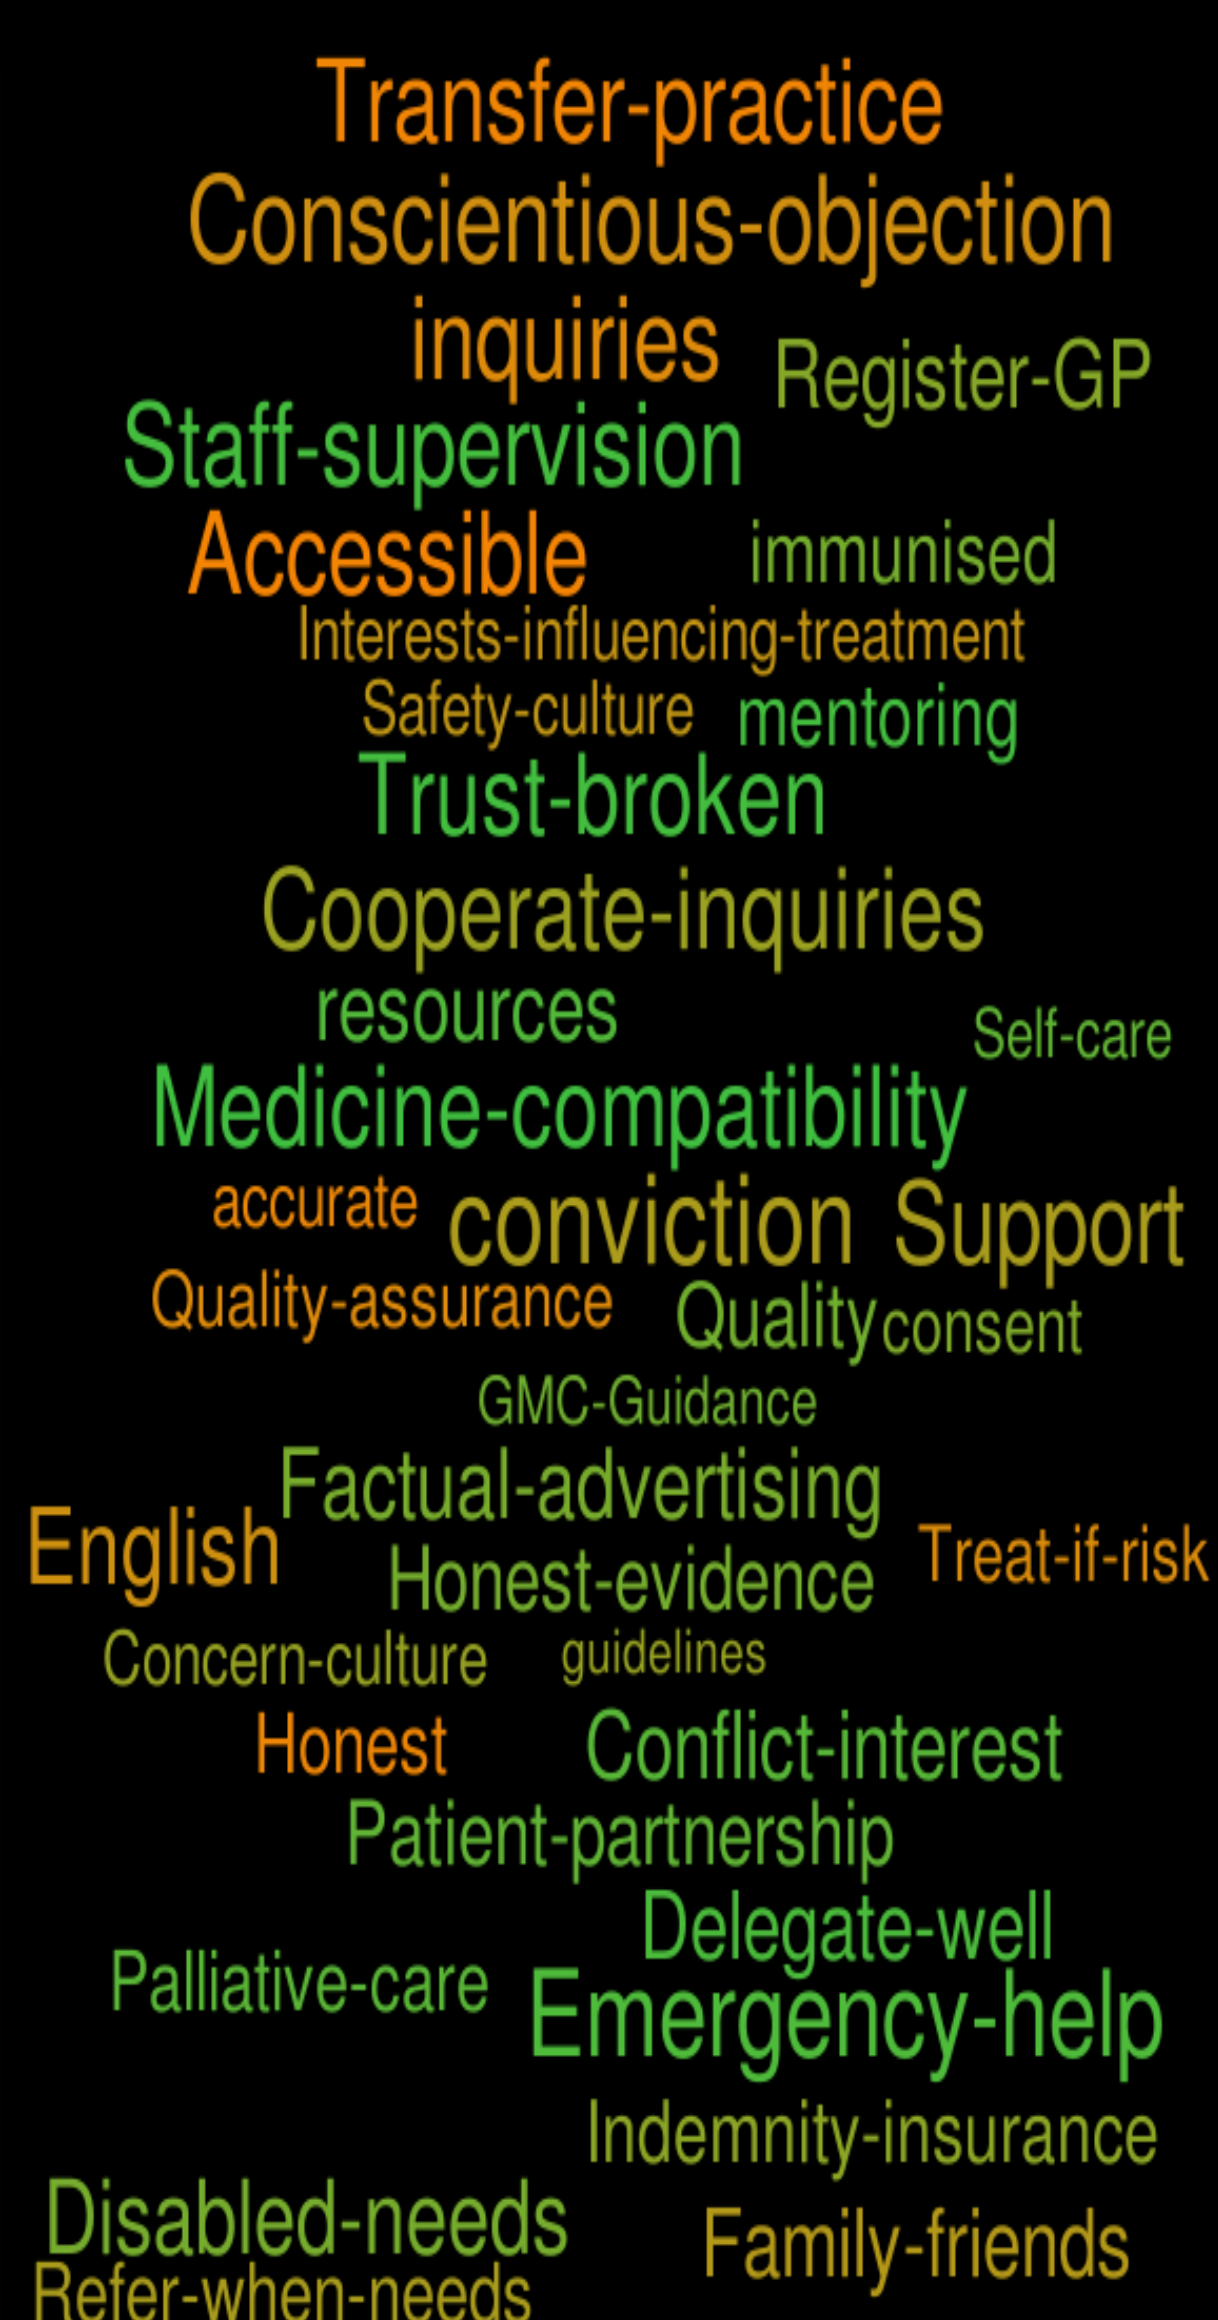 Transfer-practice
Conscientious-objection
inquiries
Register-GP
Staff-supervision
Accessible
immunised
Interests-influencing-treatment
Safety-culture
mentoring
Trust-broken
Cooperate-inquiries
resources
Self-care
Medicine-compatibility
accurate
conviction
Support
Quality-assurance
Quality
consent
GMC-Guidance
Factual-advertising
English
Treat-if-risk
Honest-evidence
Concern-culture
guidelines
Honest
Conflict-interest
Patient-partnership
Delegate-well
Palliative-care
Emergency-help
Indemnity-insurance
Disabled-needs
Family-friends
Refer-when-needs